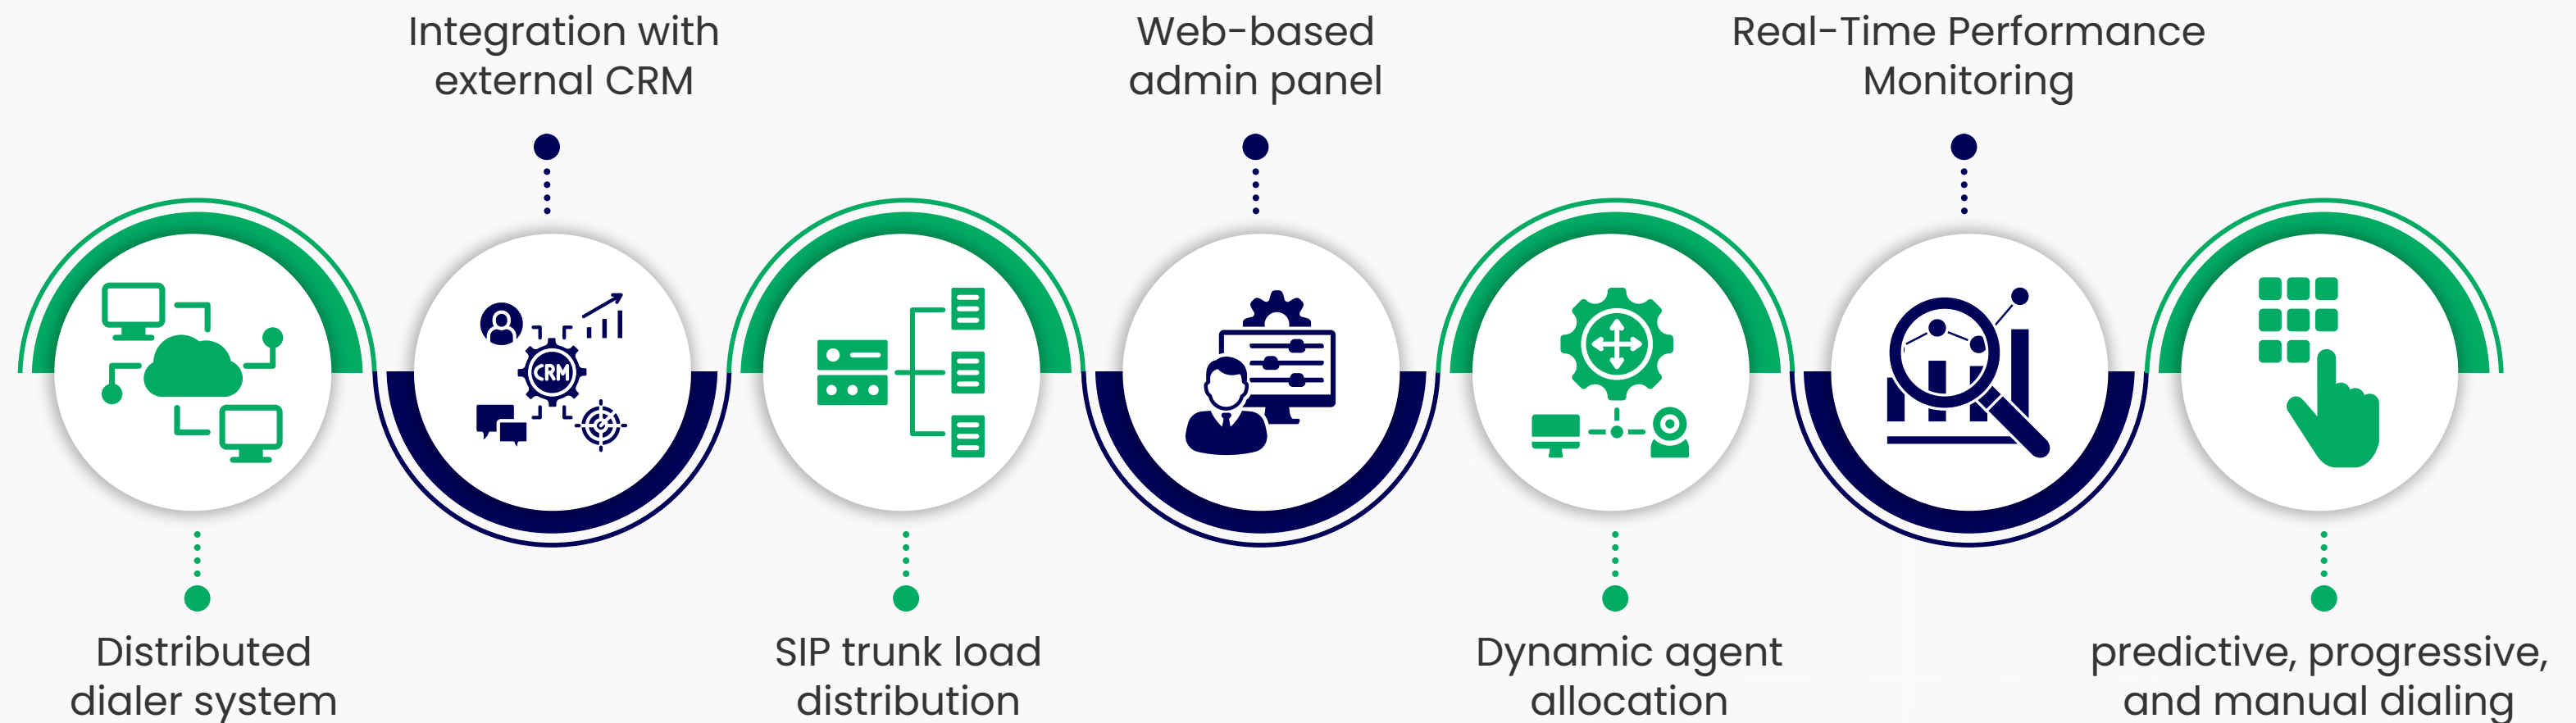 Integration with
external CRM
Web-based
admin panel
Real-Time Performance
Monitoring
CRM
Distributed
dialer system
SIP trunk load
distribution
Dynamic agent
allocation
predictive, progressive,
and manual dialing